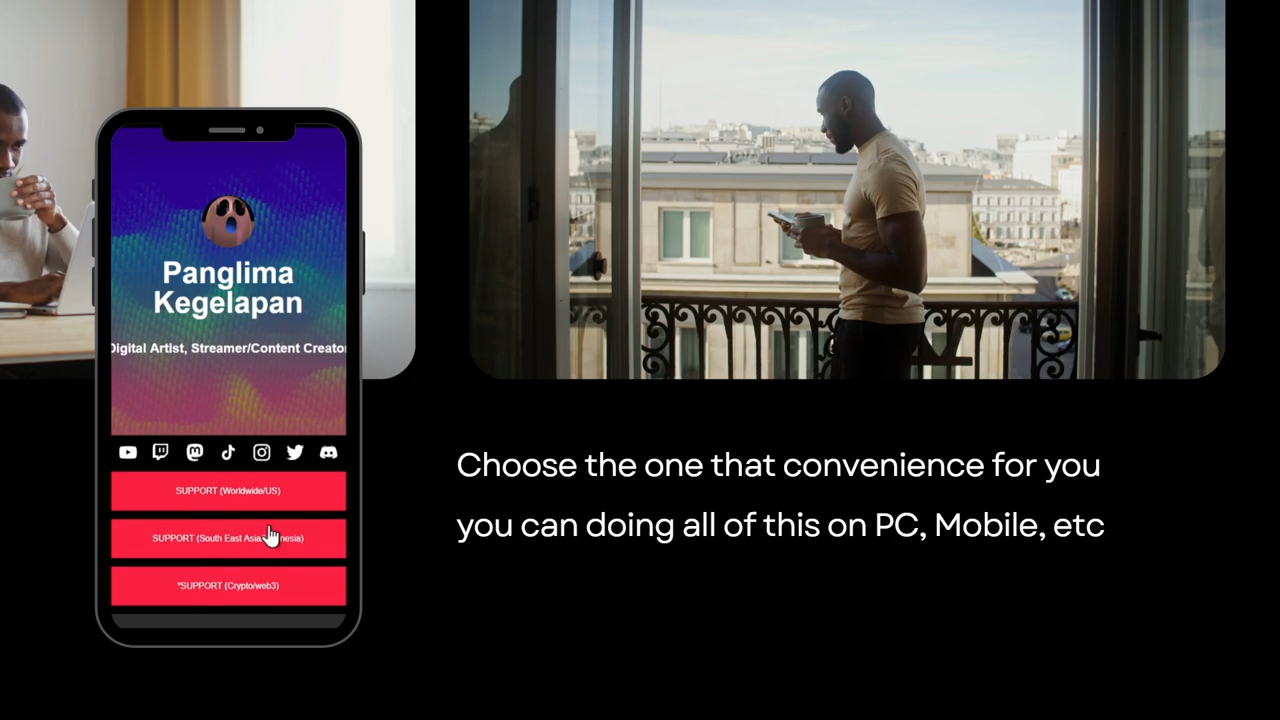 Panglima
Kegelapan
Digital Artist, Streamer/Content Creator
SUPPORT (Worldwide/US)
SUPPORT (South East Asia
*SUPPORT (Crypto/web3)
Choose the one that convenience for you
you can doing all of this on PC, Mobile, etc